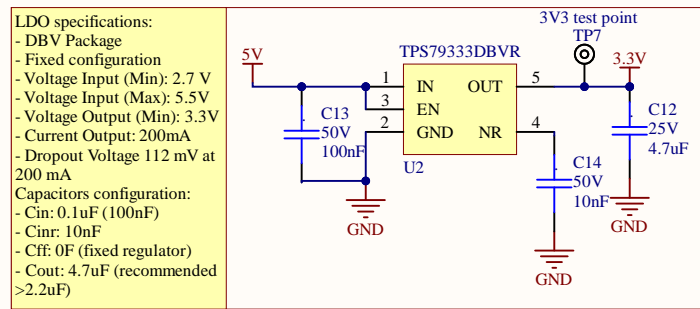 LDO specifications:
- DBV Package
- Fixed configuration
- Voltage Input (Min): 2.7 V
- Voltage Input (Max): 5.5V
- Voltage Output (Min): 3.3V
- Current Output: 200mA
- Dropout Voltage 112 mV at
200 mA
Capacitors configuration:
- Cin: 0.1uF (100nF)
- Cinr: 10nF
- Cff: 0F (fixed regulator)
- Cout: 4.7uF (recommended
>2.2uF)
3V3 test point
TP7
5V
TPS79333DBVR
3.3V
1
IN
OUT
5
3
EN
2
GND
NR
4
U2
C13
50V
100nF
GND
C14
50V
10nF
GND
C12
25V
4.7uF
GND